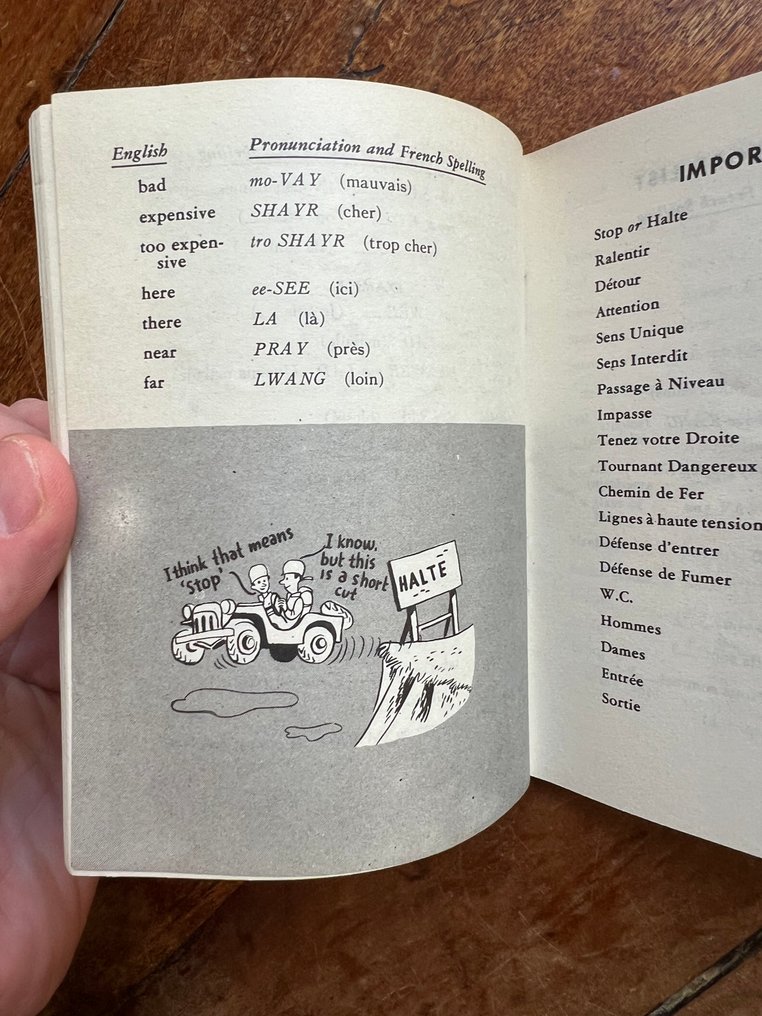 English Pronunciation and French Spelling
bad mo-VAY (mauvais)
expensive SHAYR (cher)
too expen-
sive tro SHAYR (trop cher)
here ee-SEE (ici)
there LA (là)
near PRAY (près)
far LWANG (loin)
I think that means
'stop'
I know,
but this
is a short
cut
HALTE
IMPOR
Stop or Halte
Ralentir
Détour
Attention
Sens Unique
Sens Interdit
Passage à Niveau
Impasse
Tenez votre Droite
Tournant Dangereux
Chemin de Fer
Lignes à haute tension
Défense d'entrer
Défense de Fumer
W.C.
Hommes
Dames
Entrée
Sortie